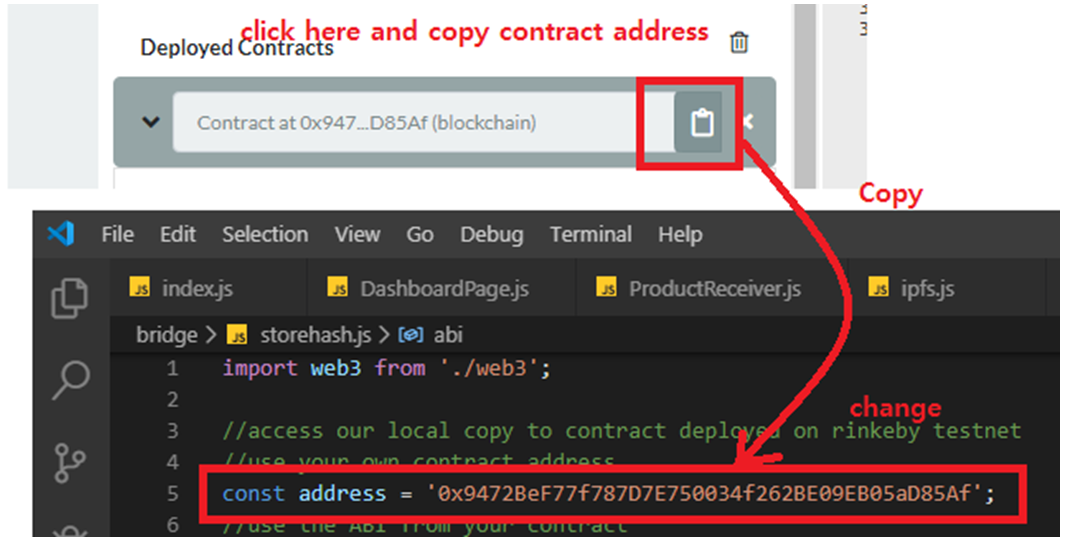 click here and copy contract address
Deployed Contracts
Contract at 0x947...D85Af (blockchain)
Copy
File Edit Selection View Go Debug Terminal Help
JS index.js JS DashboardPage.js JS ProductReceiver.js JS ipfs.js
bridge > JS storehash.js > abi
1 import web3 from './web3';
2
change
3 //access our local copy to contract deployed on rinkeby testnet
4 //use your own contract address
5 const address = '0x9472BeF77f787D7E750034f262BE09EB05aD85Af';
6 //use the ABI from your contract